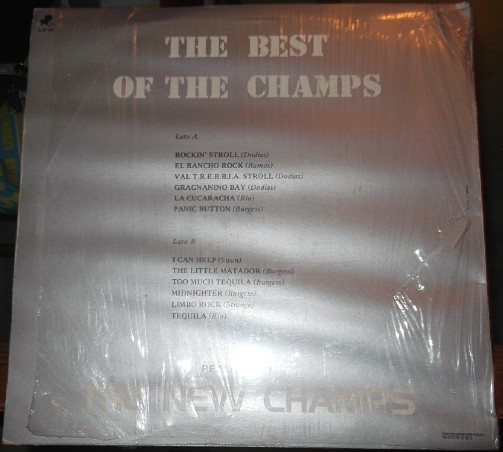 THE BEST
OF THE CHAMPS
Lato A
ROCKIN' STROLL (Dodias)
EL RANCHO ROCK (Ramos)
VAL T.R.E.B.B.I.A. STROLL (Dodias)
GRAGNANINO BAY (Dodias)
LA CUCARACHA (Rio)
PANIC BUTTON (Burgess)
Lato B
I CAN HELP (Swan)
THE LITTLE MATADOR (Burgess)
TOO MUCH TEQUILA (Burgess)
MIDNIGHTER (Burgess)
LIMBO ROCK (Strange)
TEQUILA (Rio)
THE NEW CHAMPS